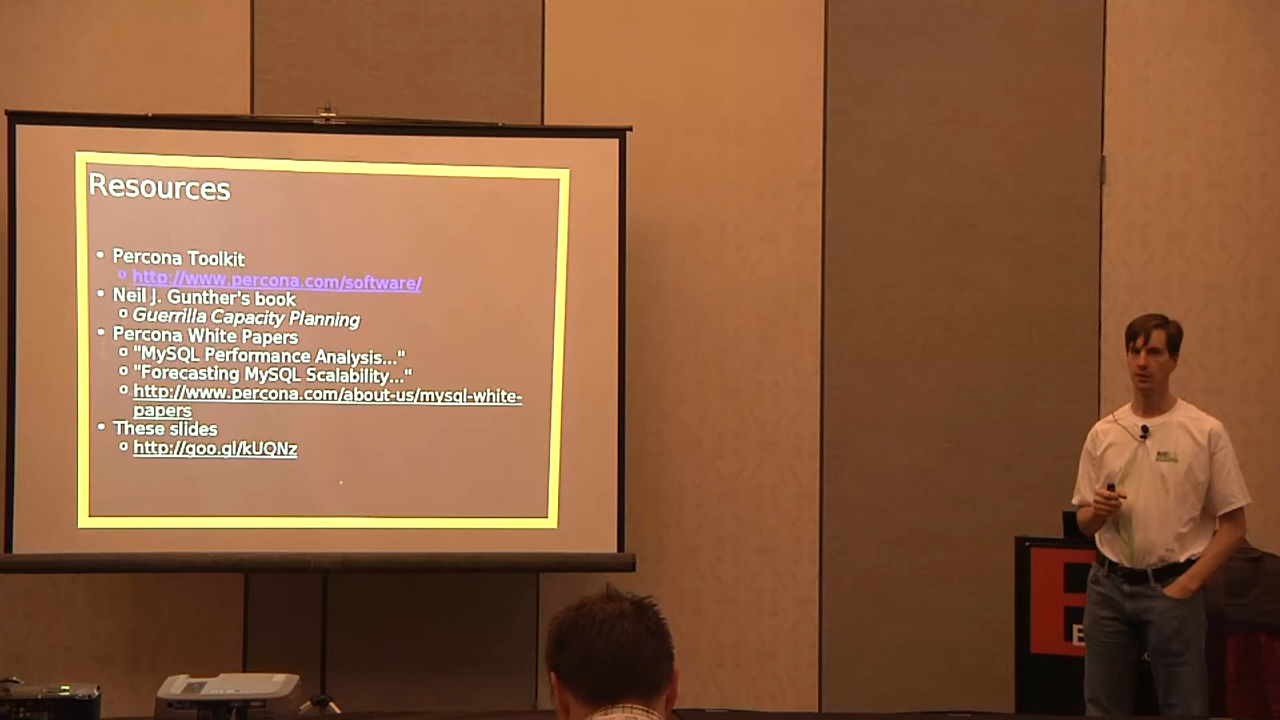 Resources
• Percona Toolkit
o http://www.percona.com/software/
• Neil J. Gunther's book
o Guerrilla Capacity Planning
• Percona White Papers
o "MySQL Performance Analysis..."
o "Forecasting MySQL Scalability..."
o http://www.percona.com/about-us/mysql-white-
papers
• These slides
o http://goo.gl/kUQNz